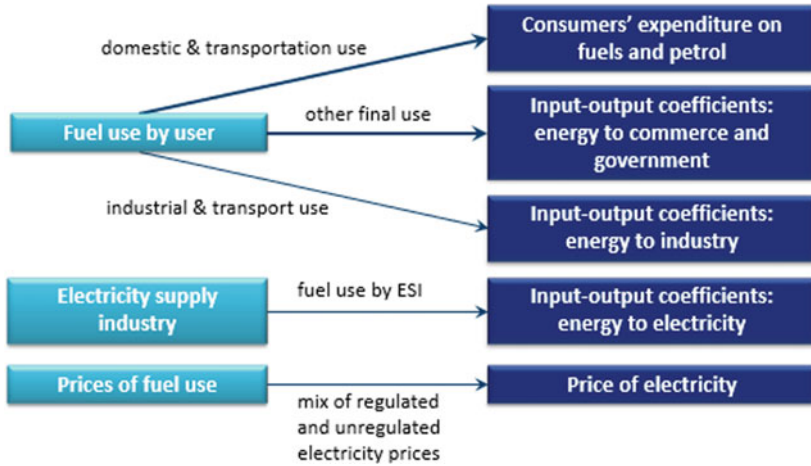 domestic & transportation use
Consumers' expenditure on
fuels and petrol
Fuel use by user
other final use
Input-output coefficients:
energy to commerce and
government
industrial & transport use
Input-output coefficients:
energy to industry
Electricity supply
industry
fuel use by ESI
Input-output coefficients:
energy to electricity
Prices of fuel use
mix of regulated
and unregulated
electricity prices
Price of electricity